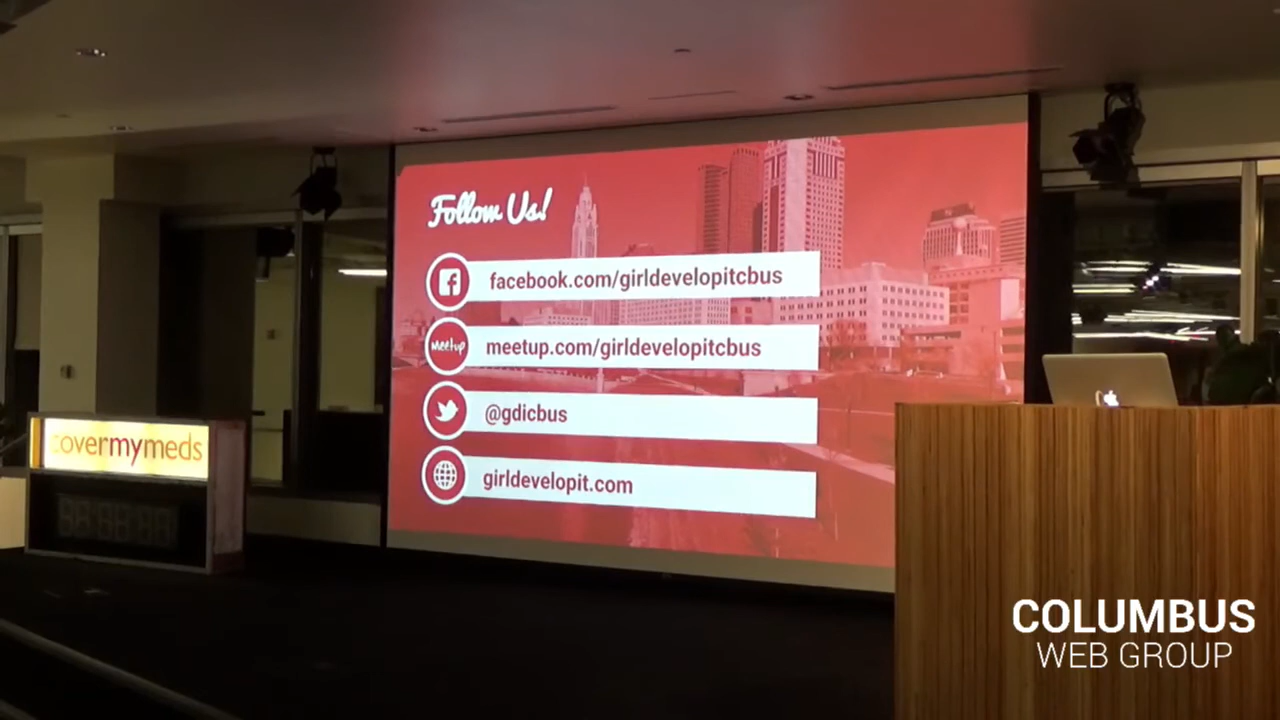 Follow Us!
facebook.com/girldevelopitcbus
Meetup
meetup.com/girldevelopitcbus
@gdicbus
girldevelopit.com
covermymeds
COLUMBUS
WEB GROUP